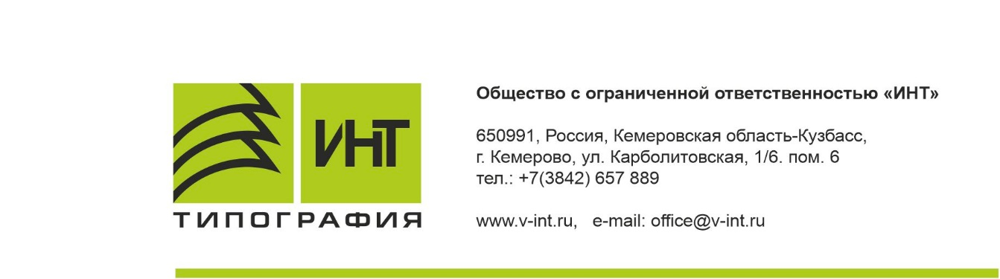 ИНТ
ТИПОГРАФИЯ
Общество с ограниченной ответственностью «ИНТ»
650991, Россия, Кемеровская область-Кузбасс,
г. Кемерово, ул. Карболитовская, 1/6. пом. 6
тел.: +7(3842) 657 889
www.v-int.ru, e-mail: office@v-int.ru